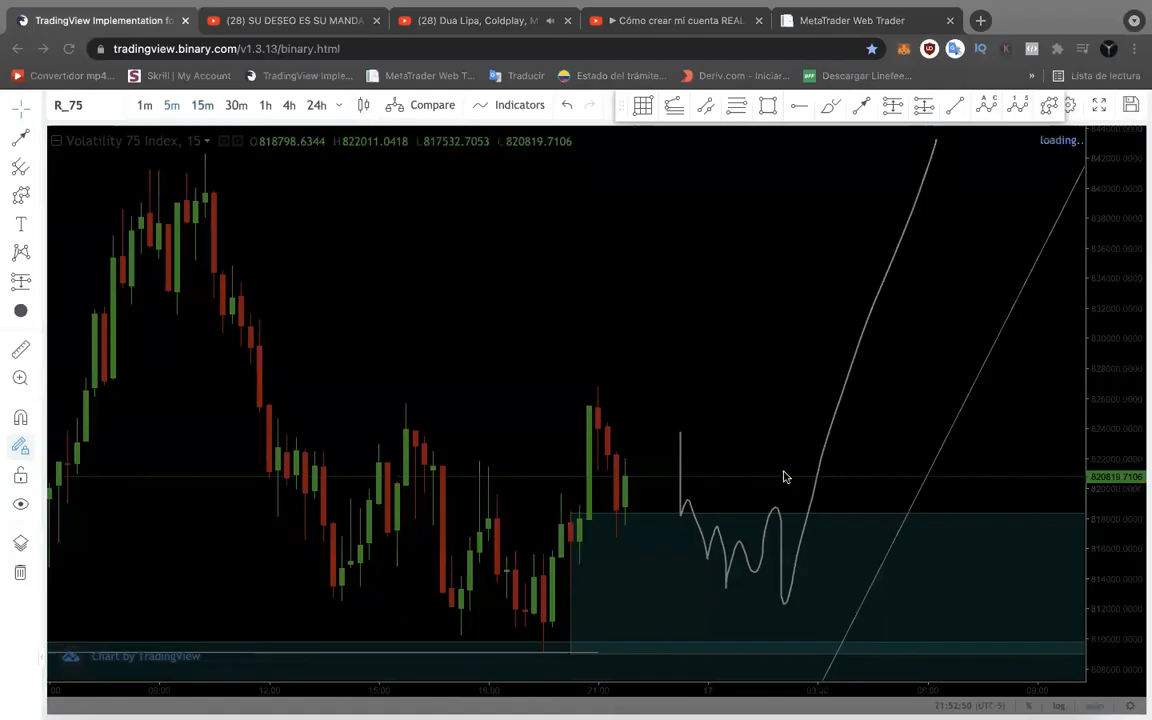 TradingView Implementation fo
(28) SU DESEO ES SU MANDA
(28) Dua Lipa, Coldplay, M
▶ Cómo crear mi cuenta REAL
MetaTrader Web Trader
tradingview.binary.com/v1.3.13/binary.html
Convertidor mp4...
Skrill | My Account
TradingView Imple...
MetaTrader Web T...
Traducir
Estado del trámite...
Deriv.com - Iniciar...
Descargar Linefee...
»
Lista de lectura
R_75
1m 5m 15m 30m 1h 4h 24h
Compare
Indicators
Volatility 75 Index, 15
O818798.6344 H822011.0418 L817532.7053 C820819.7106
loading..
844000.0000
842000.0000
840000.0000
838000.0000
836000.0000
834000.0000
832000.0000
830000.0000
828000.0000
826000.0000
824000.0000
822000.0000
820819.7106
820000.0000
818000.0000
816000.0000
814000.0000
812000.0000
810000.0000
808000.0000
Chart by TradingView
:00 09:00 12:00 15:00 18:00 21:00 17 03:00 06:00 09:00
21:52:50 (UTC-5) % log auto